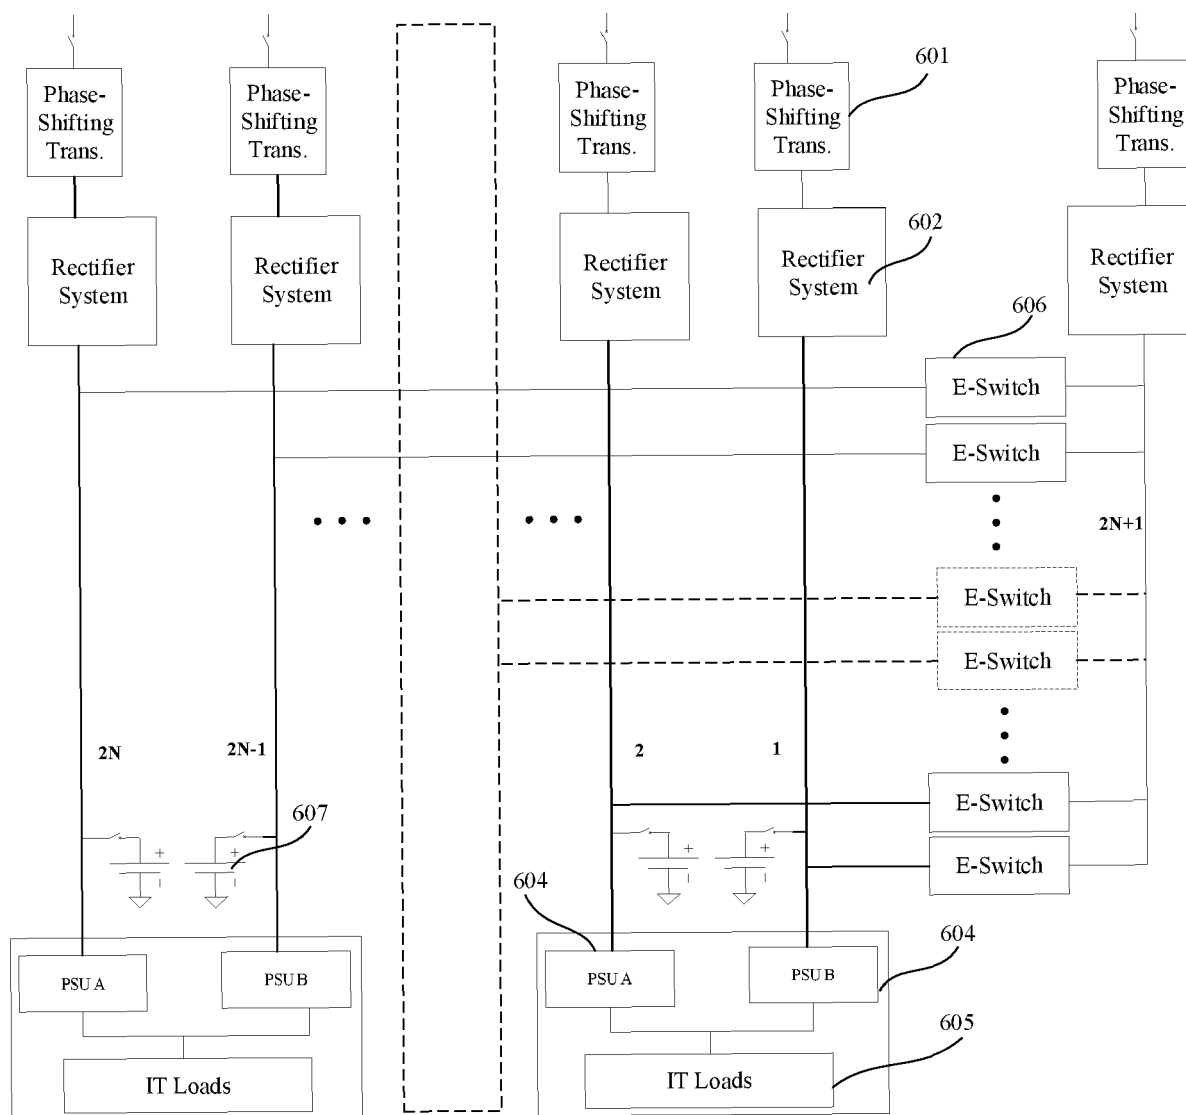 601
Phase-
Shifting
Trans.
Phase-
Shifting
Trans.
Phase-
Shifting
Trans.
Phase-
Shifting
Trans.
Phase-
Shifting
Trans.
602
Rectifier
System
Rectifier
System
Rectifier
System
Rectifier
System
Rectifier
System
606
E-Switch
E-Switch
2N+1
E-Switch
E-Switch
2N
2N-1
2
1
E-Switch
607
+
+
+
+
E-Switch
604
604
PSU A
PSU B
PSU A
PSU B
605
IT Loads
IT Loads